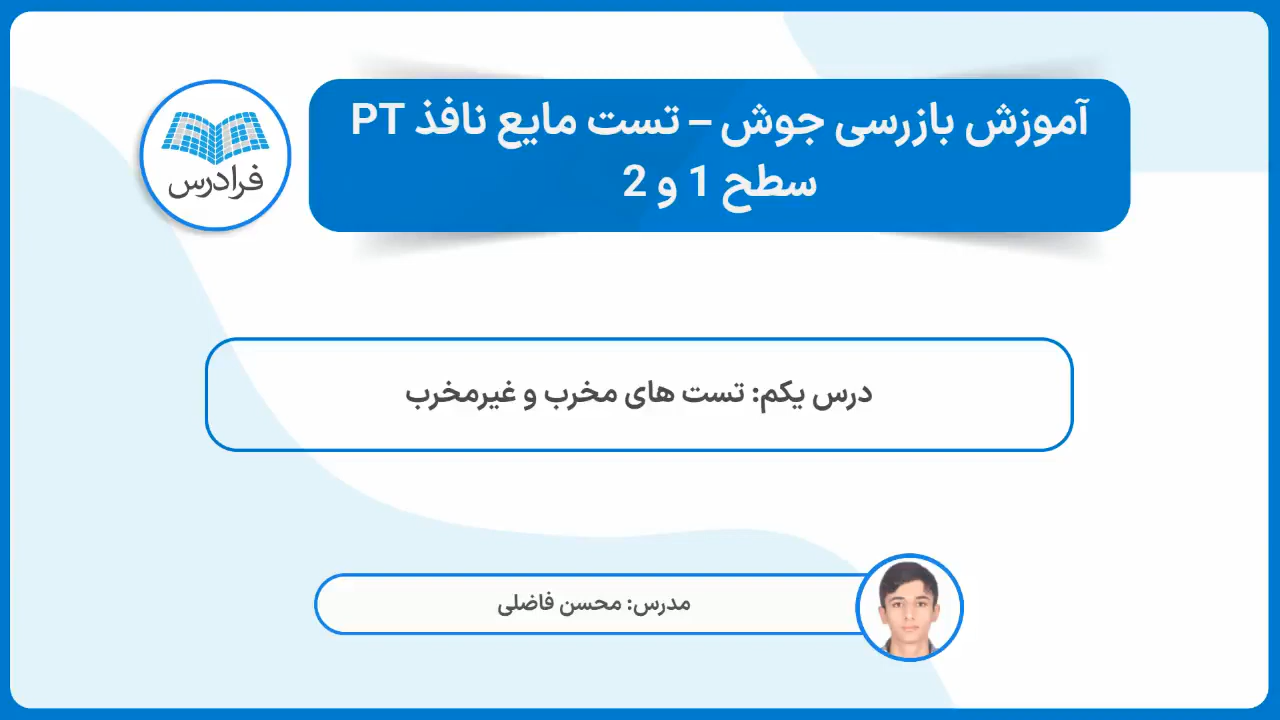 آموزش بازرسی جوش – تست مایع نافذ PT
سطح 1 و 2
فرادرس
درس یکم: تست های مخرب و غیرمخرب
مدرس: محسن فاضلی